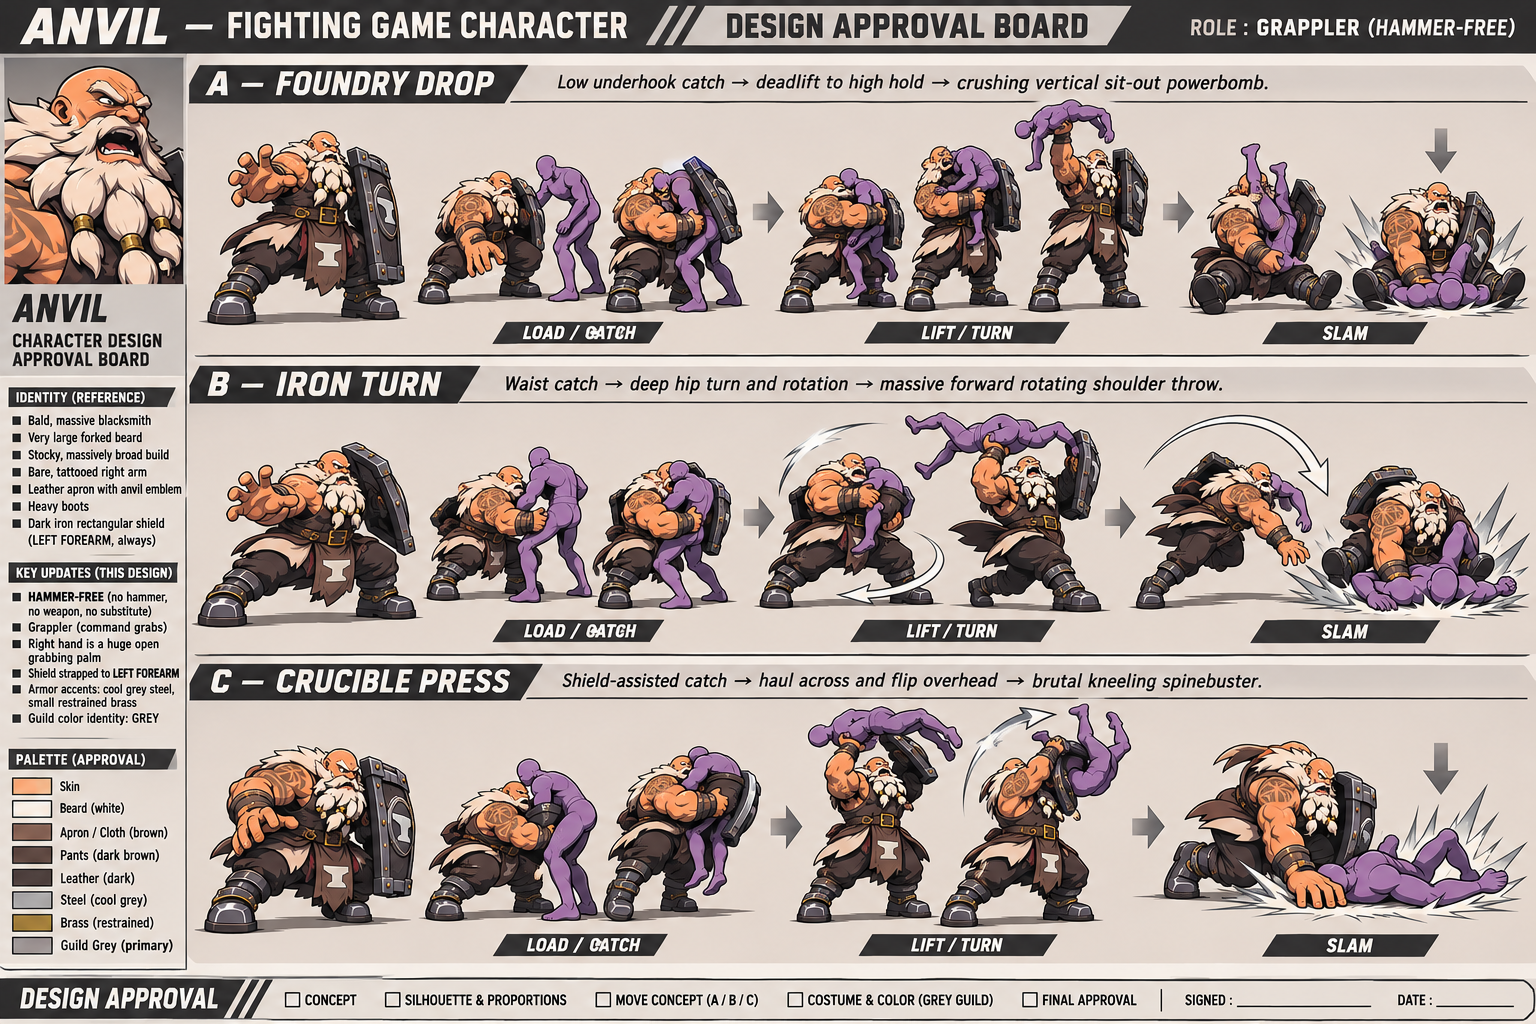 ANVIL — FIGHTING GAME CHARACTER /// DESIGN APPROVAL BOARD ROLE : GRAPPLER (HAMMER-FREE)
ANVIL
CHARACTER DESIGN
APPROVAL BOARD
IDENTITY (REFERENCE)
Bald, massive blacksmith
Very large forked beard
Stocky, massively broad build
Bare, tattooed right arm
Leather apron with anvil emblem
Heavy boots
Dark iron rectangular shield
(LEFT FOREARM, always)
KEY UPDATES (THIS DESIGN)
HAMMER-FREE (no hammer,
no weapon, no substitute)
Grappler (command grabs)
Right hand is a huge open
grabbing palm
Shield strapped to LEFT FOREARM
Armor accents: cool grey steel,
small restrained brass
Guild color identity: GREY
PALETTE (APPROVAL)
Skin
Beard (white)
Apron / Cloth (brown)
Pants (dark brown)
Leather (dark)
Steel (cool grey)
Brass (restrained)
Guild Grey (primary)
A — FOUNDRY DROP
Low underhook catch → deadlift to high hold → crushing vertical sit-out powerbomb.
LOAD / CATCH
LIFT / TURN
SLAM
B — IRON TURN
Waist catch → deep hip turn and rotation → massive forward rotating shoulder throw.
LOAD / CATCH
LIFT / TURN
SLAM
C — CRUCIBLE PRESS
Shield-assisted catch → haul across and flip overhead → brutal kneeling spinebuster.
LOAD / CATCH
LIFT / TURN
SLAM
DESIGN APPROVAL /// CONCEPT SILHOUETTE & PROPORTIONS MOVE CONCEPT (A / B / C) COSTUME & COLOR (GREY GUILD) FINAL APPROVAL SIGNED : DATE :